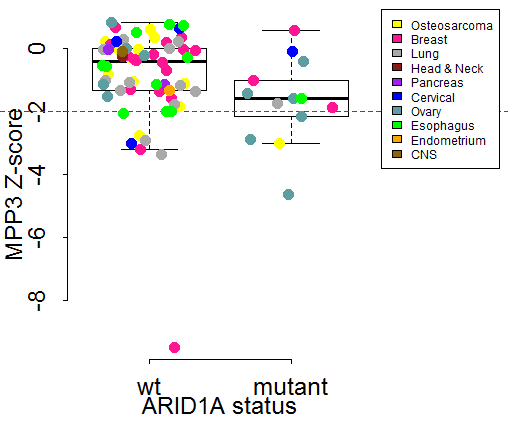 MPP3 Z-score
0
-2
-4
-6
-8
wt
mutant
ARID1A status
Osteosarcoma
Breast
Lung
Head & Neck
Pancreas
Cervical
Ovary
Esophagus
Endometrium
CNS